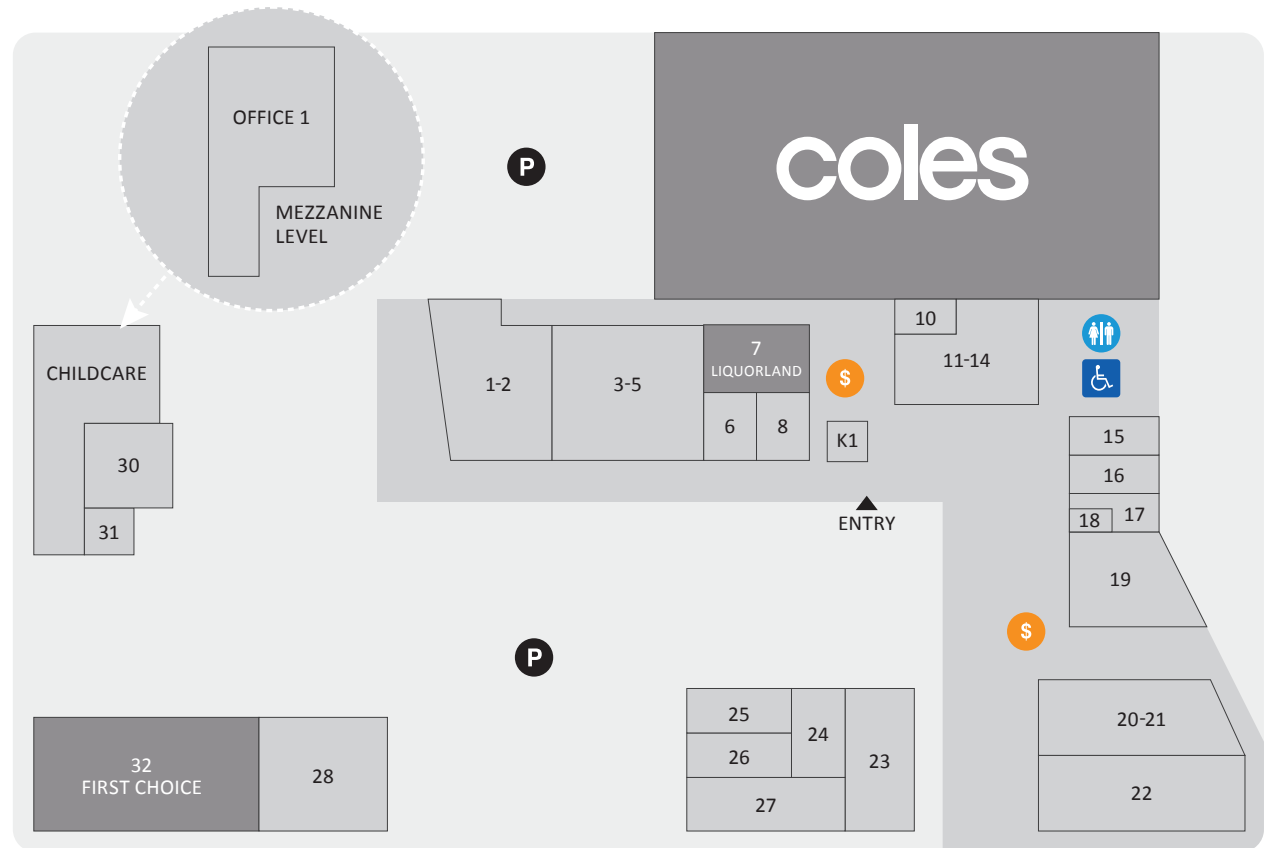 OFFICE 1
MEZZANINE
LEVEL
P
coles
CHILDCARE
30
31
1-2
3-5
7
LIQUORLAND
6
8
$
K1
ENTRY
10
11-14
15
16
17
18
19
$
P
20-21
22
23
24
25
26
27
32
FIRST CHOICE
28